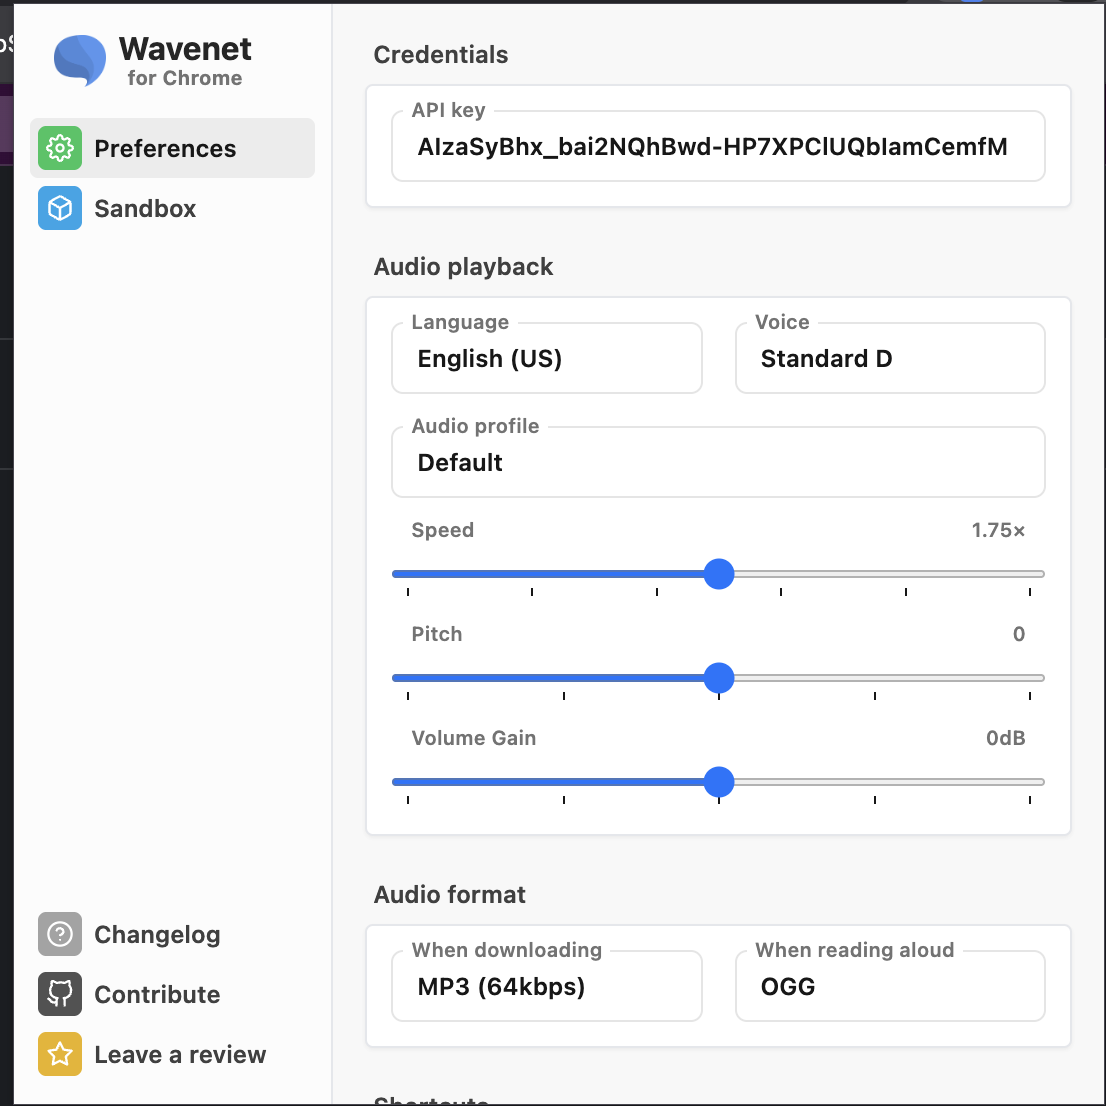 Wavenet
for Chrome
Preferences
Sandbox
Changelog
Contribute
Leave a review
Credentials
API key
AIzaSyBhx_bai2NQhBwd-HP7XPClUQbIamCemfM
Audio playback
Language
English (US)
Voice
Standard D
Audio profile
Default
Speed
1.75×
Pitch
0
Volume Gain
0dB
Audio format
When downloading
MP3 (64kbps)
When reading aloud
OGG
Shortcuts